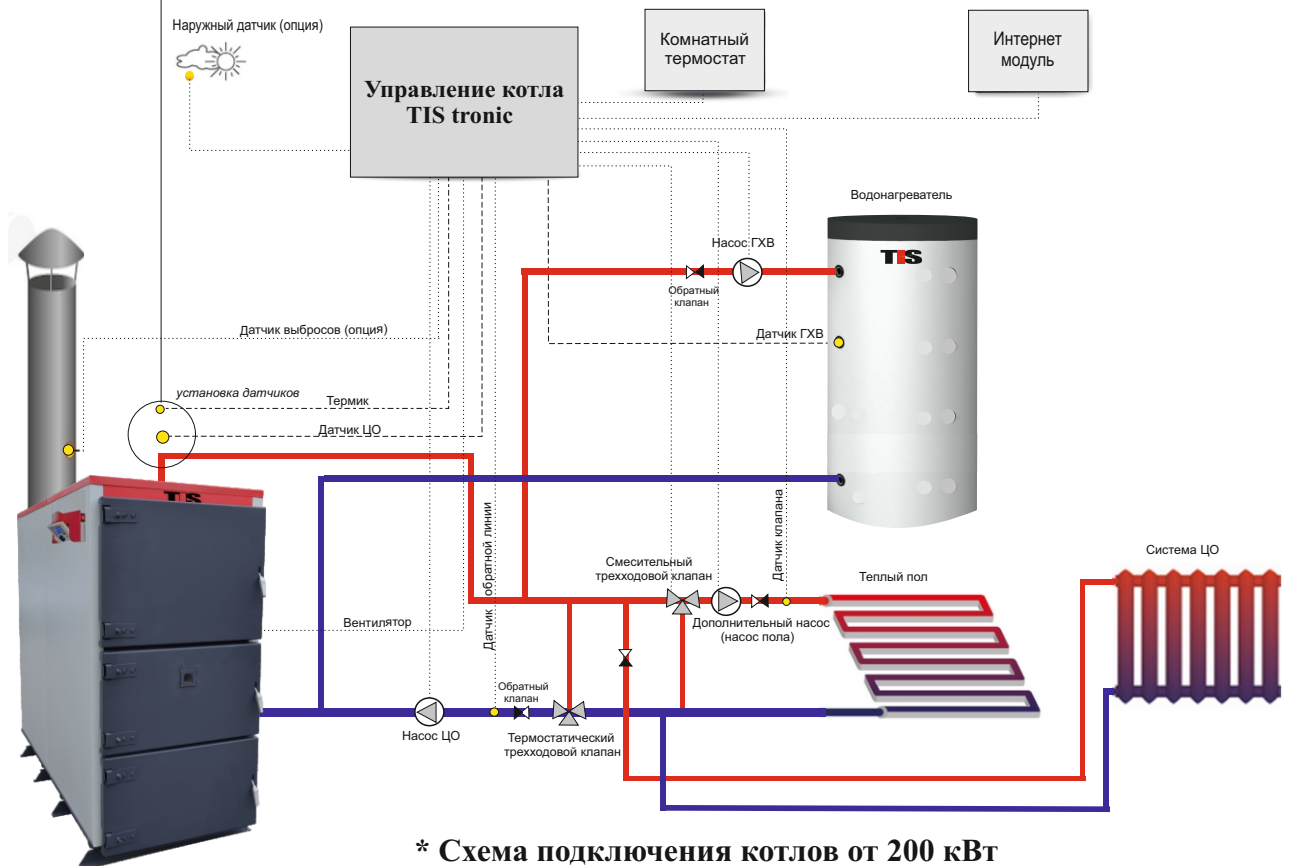 Наружный датчик (опция)
Управление котла
TIS tronic
Комнатный
термостат
Интернет
модуль
Водонагреватель
TIS
Насос ГХВ
Обратный
клапан
Датчик ГХВ
Датчик выбросов (опция)
установка датчиков
Термик
Датчик ЦО
TIS
Датчик обратной линии
Датчик клапана
Смесительный
трехходовой клапан
Теплый пол
Система ЦО
Вентилятор
Дополнительный насос
(насос пола)
Обратный
клапан
Насос ЦО
Термостатический
трехходовой клапан
* Схема подключения котлов от 200 кВт